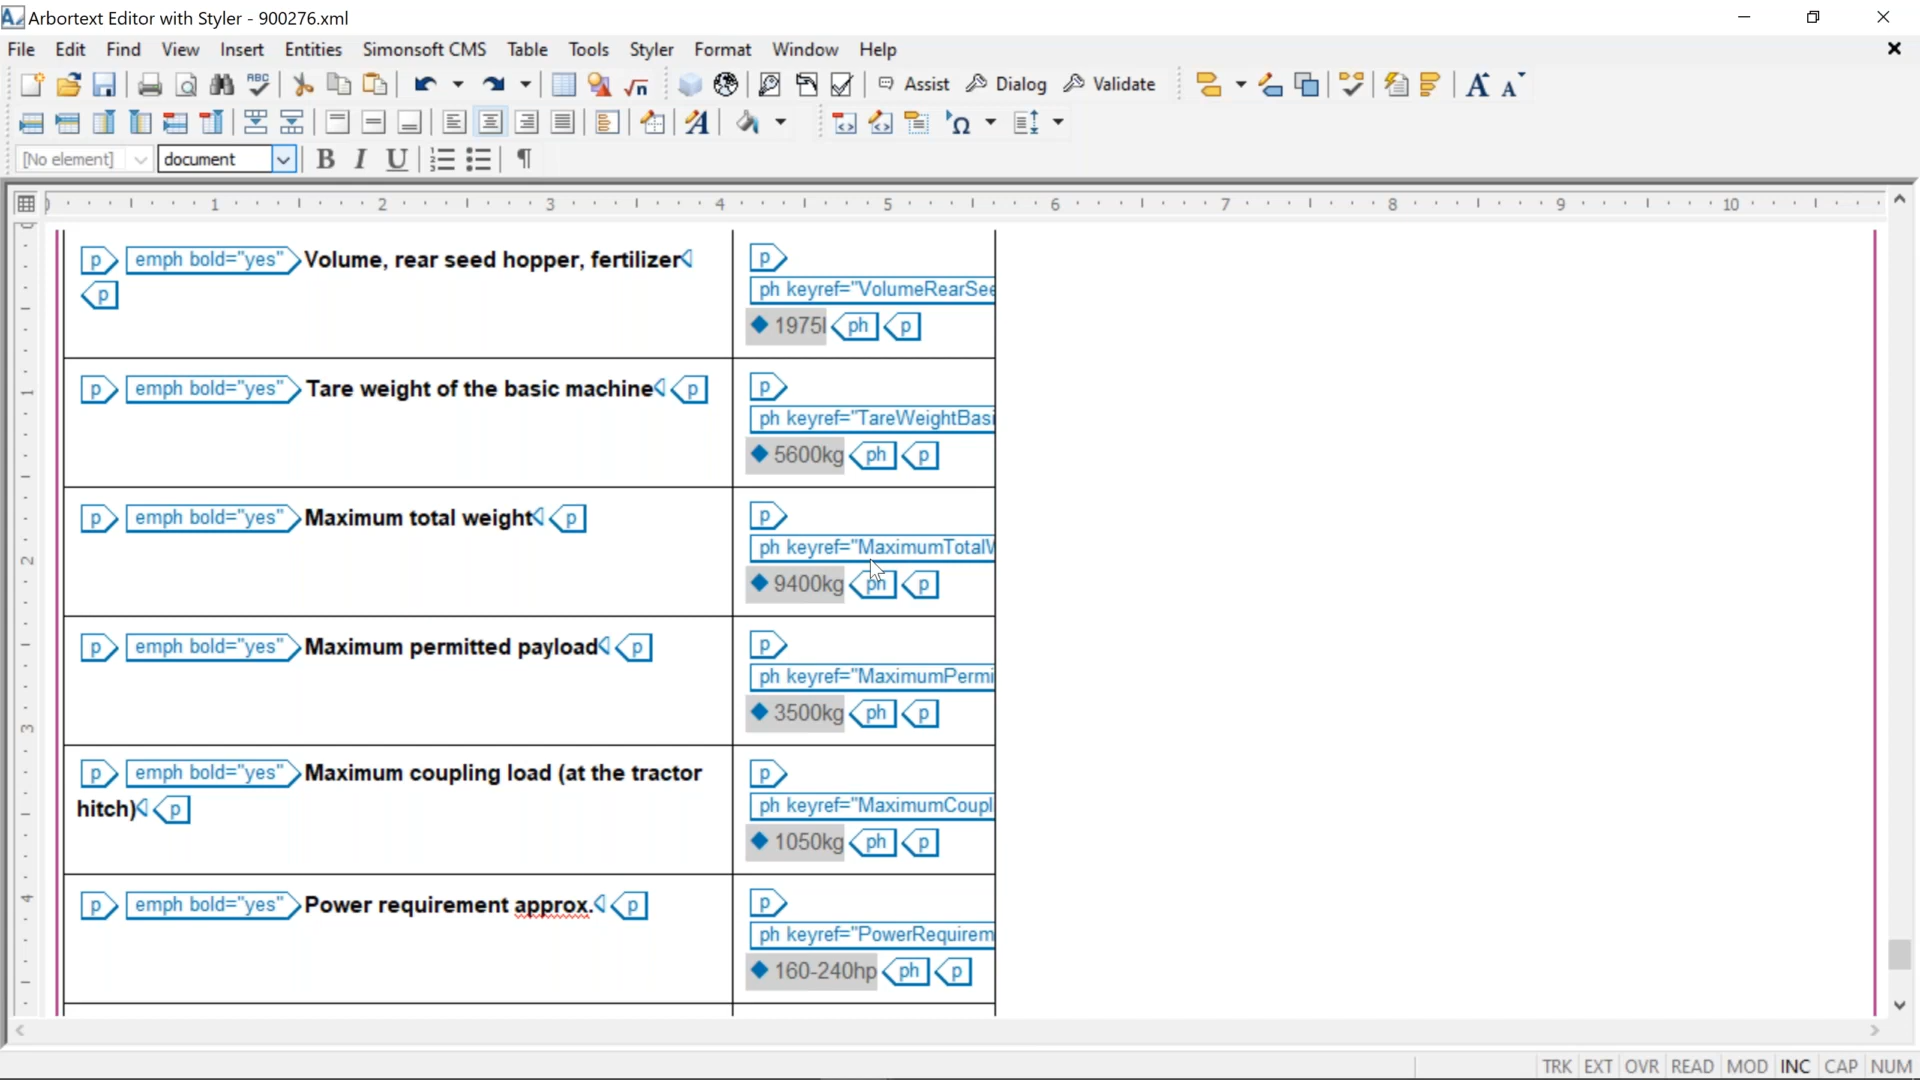 Arbortext Editor with Styler - 900276.xml
File Edit Find View Insert Entities Simonsoft CMS Table Tools Styler Format Window Help
ABC Assist Dialog Validate
[No element] document B I U
1 2 3 4 5 6 7 8 9 10
p emph bold="yes" Volume, rear seed hopper, fertilizer
p
p
ph keyref="VolumeRearSee
1975l ph p
p emph bold="yes" Tare weight of the basic machine p
p
ph keyref="TareWeightBasi
5600kg ph p
p emph bold="yes" Maximum total weight p
p
ph keyref="MaximumTotalW
9400kg ph p
p emph bold="yes" Maximum permitted payload p
p
ph keyref="MaximumPermi
3500kg ph p
p emph bold="yes" Maximum coupling load (at the tractor
hitch) p
p
ph keyref="MaximumCoupl
1050kg ph p
p emph bold="yes" Power requirement approx. p
p
ph keyref="PowerRequirem
160-240hp ph p
1
2
3
4
TRK EXT OVR READ MOD INC CAP NUM